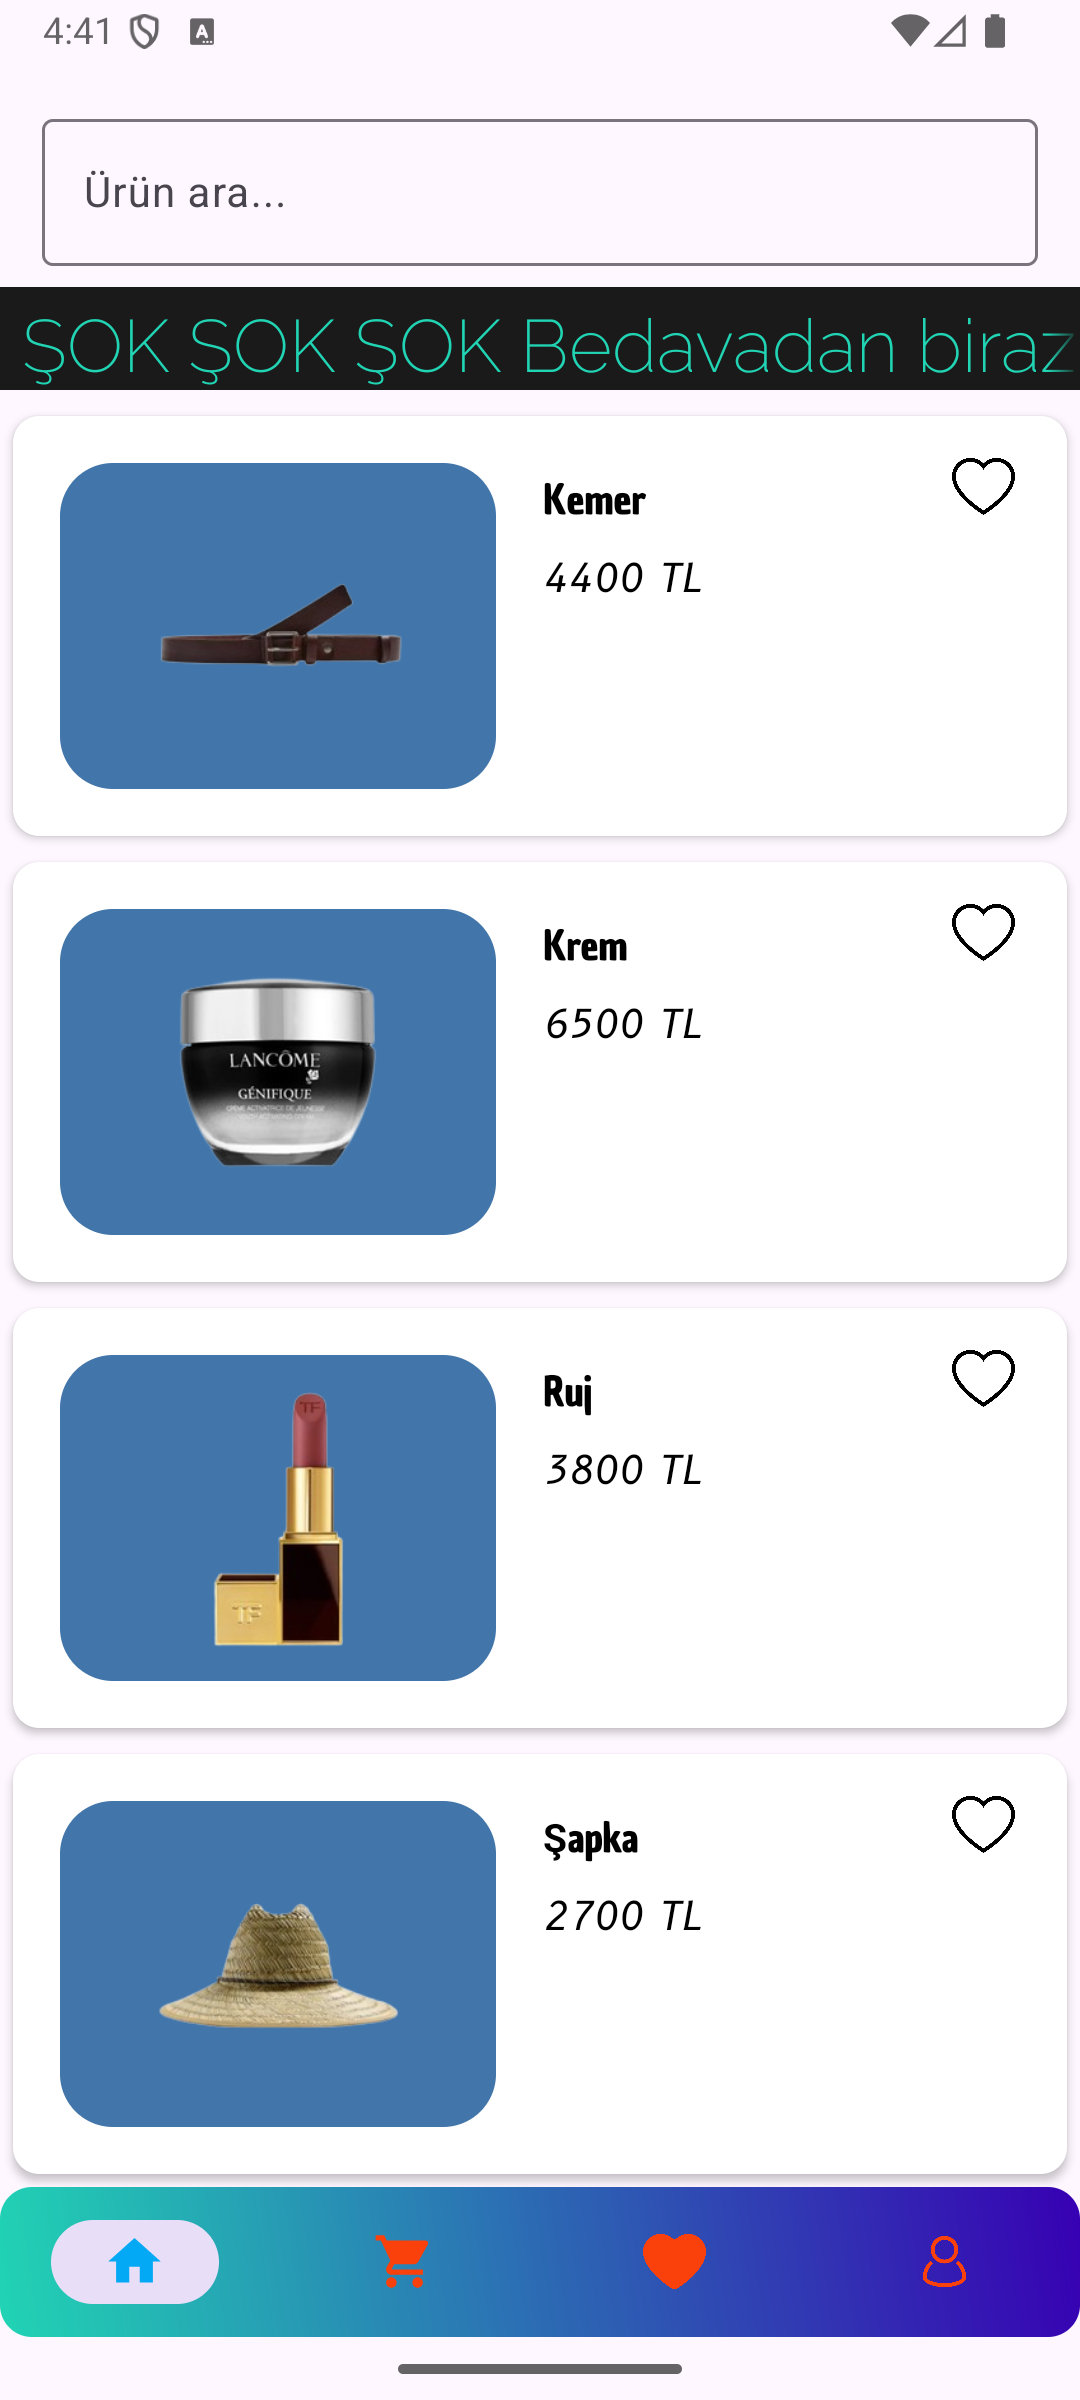 4:41
Ürün ara...
ŞOK ŞOK ŞOK Bedavadan biraz
Kemer
4400 TL
Krem
6500 TL
LANCÔME
GÉNIFIQUE
Ruj
3800 TL
TF
TF
Şapka
2700 TL